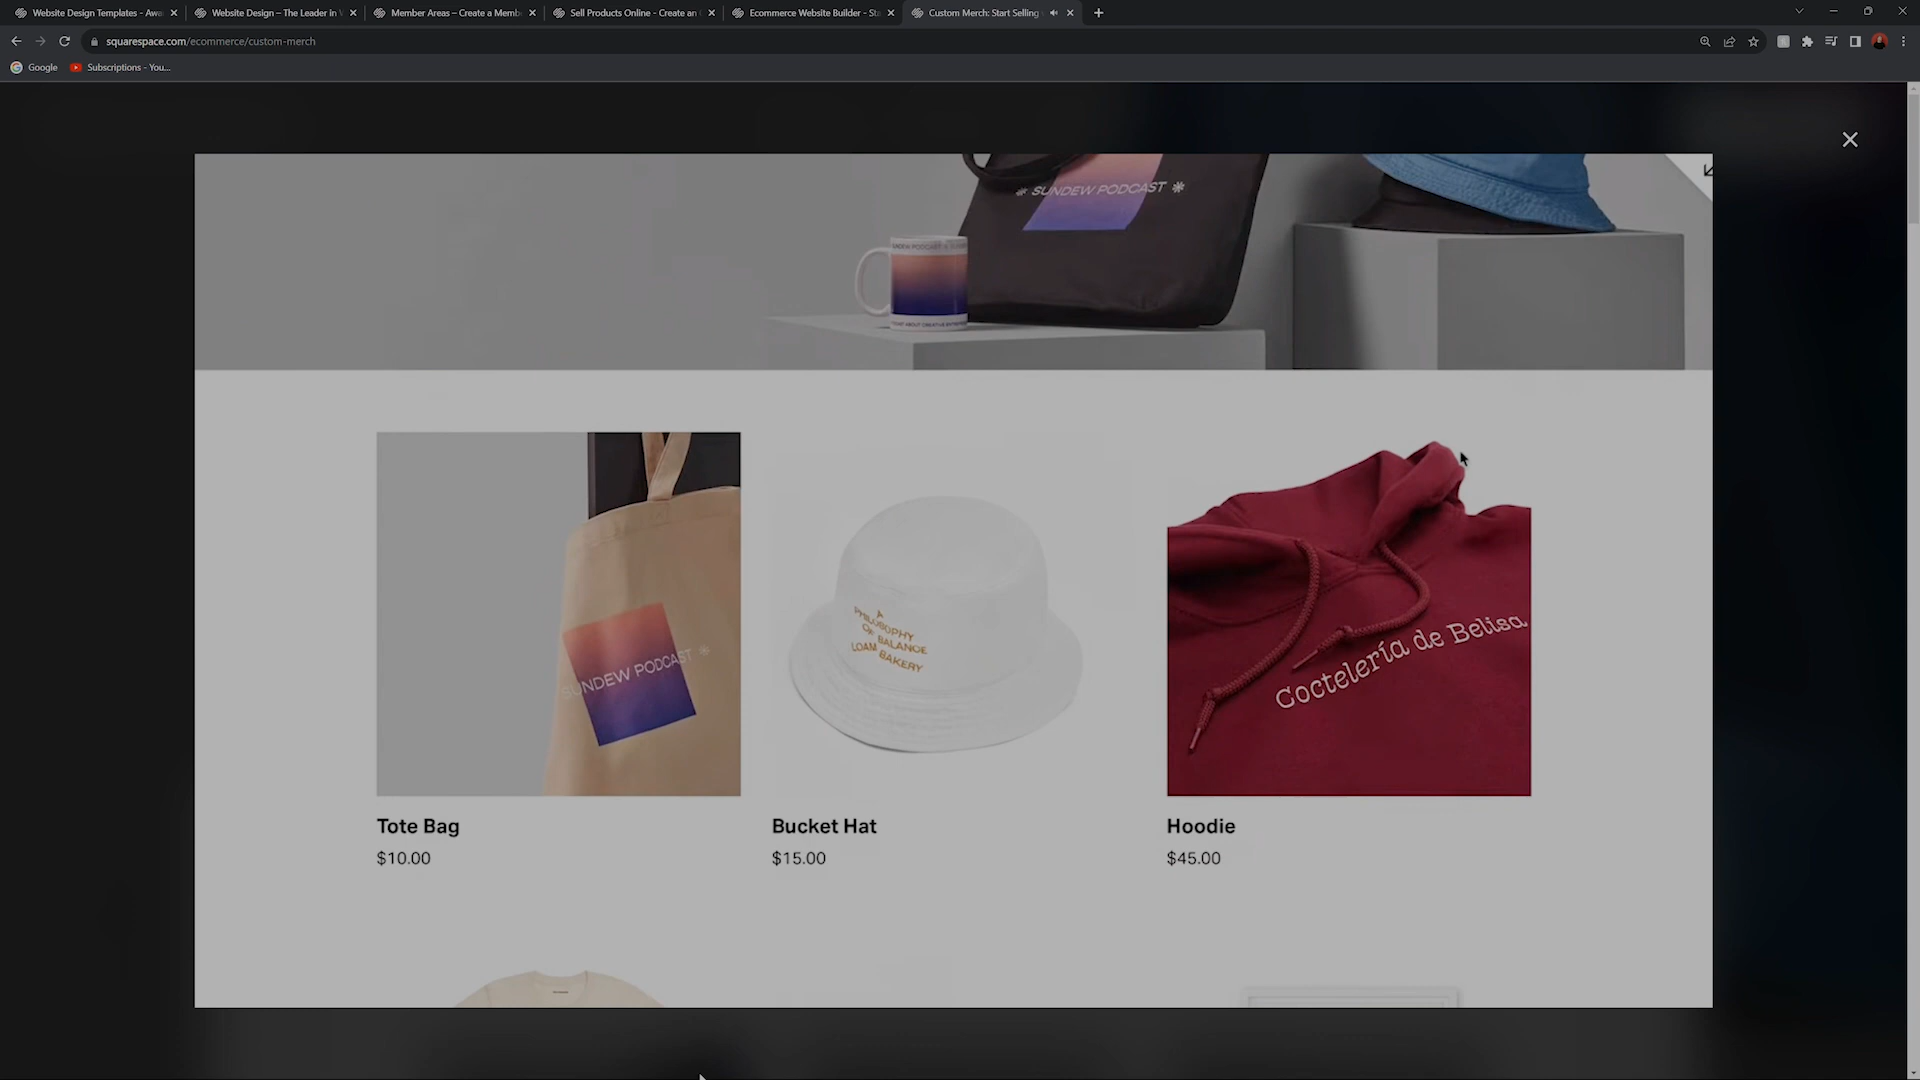 Website Design Templates - Awa
Website Design – The Leader in V
Member Areas – Create a Membe
Sell Products Online - Create an
Ecommerce Website Builder - Sta
Custom Merch: Start Selling
squarespace.com/ecommerce/custom-merch
Google
Subscriptions - You...
SUNDEW PODCAST
SUNDEW PODCAST
A
PHILOSOPHY
OF BALANCE
LOAM BAKERY
Coctelería de Belisa
Tote Bag
Bucket Hat
Hoodie
$10.00
$15.00
$45.00